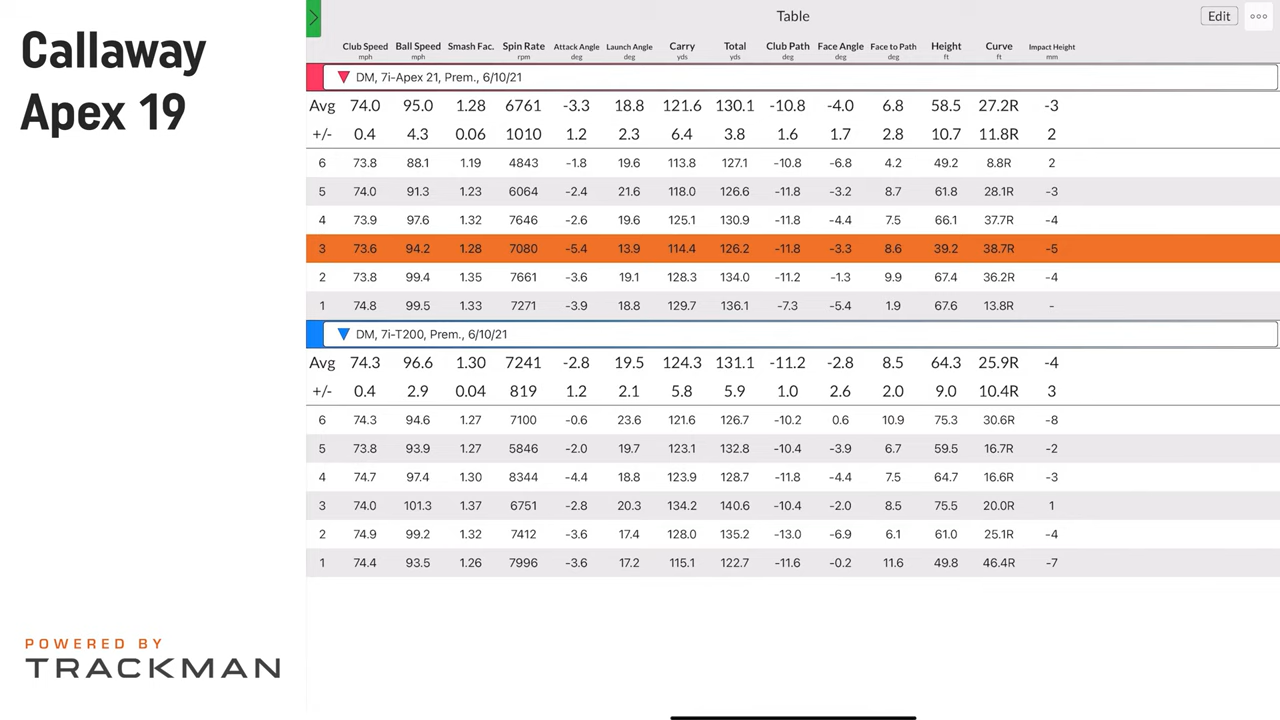 Callaway
Apex 19
Table
Edit
Club Speed Ball Speed Smash Fac. Spin Rate Attack Angle Launch Angle Carry Total Club Path Face Angle Face to Path Height Curve Impact Height
mph mph rpm deg deg yds yds deg deg deg ft ft mm
DM, 7i-Apex 21, Prem., 6/10/21
Avg 74.0 95.0 1.28 6761 -3.3 18.8 121.6 130.1 -10.8 -4.0 6.8 58.5 27.2R -3
+/- 0.4 4.3 0.06 1010 1.2 2.3 6.4 3.8 1.6 1.7 2.8 10.7 11.8R 2
6 73.8 88.1 1.19 4843 -1.8 19.6 113.8 127.1 -10.8 -6.8 4.2 49.2 8.8R 2
5 74.0 91.3 1.23 6064 -2.4 21.6 118.0 126.6 -11.8 -3.2 8.7 61.8 28.1R -3
4 73.9 97.6 1.32 7646 -2.6 19.6 125.1 130.9 -11.8 -4.4 7.5 66.1 37.7R -4
3 73.6 94.2 1.28 7080 -5.4 13.9 114.4 126.2 -11.8 -3.3 8.6 39.2 38.7R -5
2 73.8 99.4 1.35 7661 -3.6 19.1 128.3 134.0 -11.2 -1.3 9.9 67.4 36.2R -4
1 74.8 99.5 1.33 7271 -3.9 18.8 129.7 136.1 -7.3 -5.4 1.9 67.6 13.8R -
DM, 7i-T200, Prem., 6/10/21
Avg 74.3 96.6 1.30 7241 -2.8 19.5 124.3 131.1 -11.2 -2.8 8.5 64.3 25.9R -4
+/- 0.4 2.9 0.04 819 1.2 2.1 5.8 5.9 1.0 2.6 2.0 9.0 10.4R 3
6 74.3 94.6 1.27 7100 -0.6 23.6 121.6 126.7 -10.2 0.6 10.9 75.3 30.6R -8
5 73.8 93.9 1.27 5846 -2.0 19.7 123.1 132.8 -10.4 -3.9 6.7 59.5 16.7R -2
4 74.7 97.4 1.30 8344 -4.4 18.8 123.9 128.7 -11.8 -4.4 7.5 64.7 16.6R -3
3 74.0 101.3 1.37 6751 -2.8 20.3 134.2 140.6 -10.4 -2.0 8.5 75.5 20.0R 1
2 74.9 99.2 1.32 7412 -3.6 17.4 128.0 135.2 -13.0 -6.9 6.1 61.0 25.1R -4
1 74.4 93.5 1.26 7996 -3.6 17.2 115.1 122.7 -11.6 -0.2 11.6 49.8 46.4R -7
POWERED BY
TRACKMAN